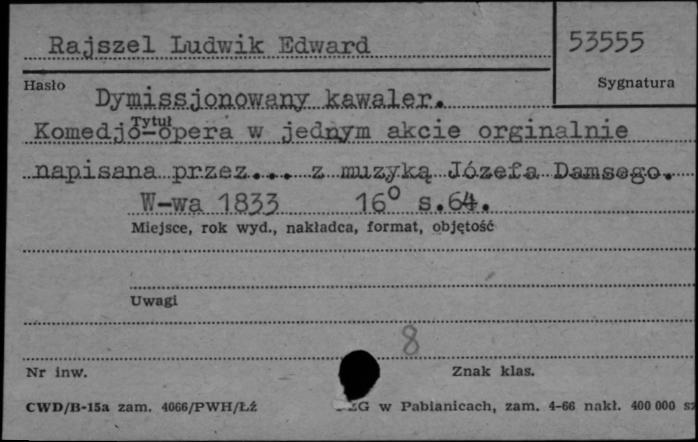 Rajszel Ludwik Edward
53555
Hasło
Sygnatura
Dymissjonowany kawaler.
Tytuł
Komedjo-opera w jednym akcie orginalnie
napisana przez... z muzyką Józefa Damsego.
W-wa 1833 16° s.64.
Miejsce, rok wyd., nakładca, format, objętość
Uwagi
8
Nr inw.
Znak klas.
CWD/B-15a zam. 4066/PWH/Łź
w Pabianicach, zam. 4-66 nakł. 400 000